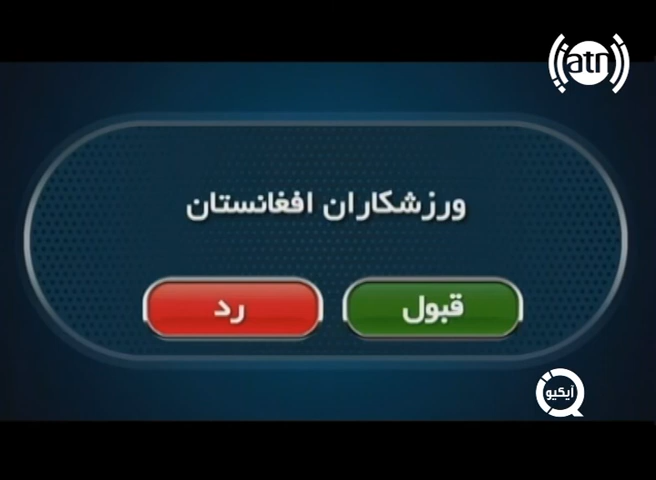 atn
ورزشکاران افغانستان
قبول
رد
آیکیو